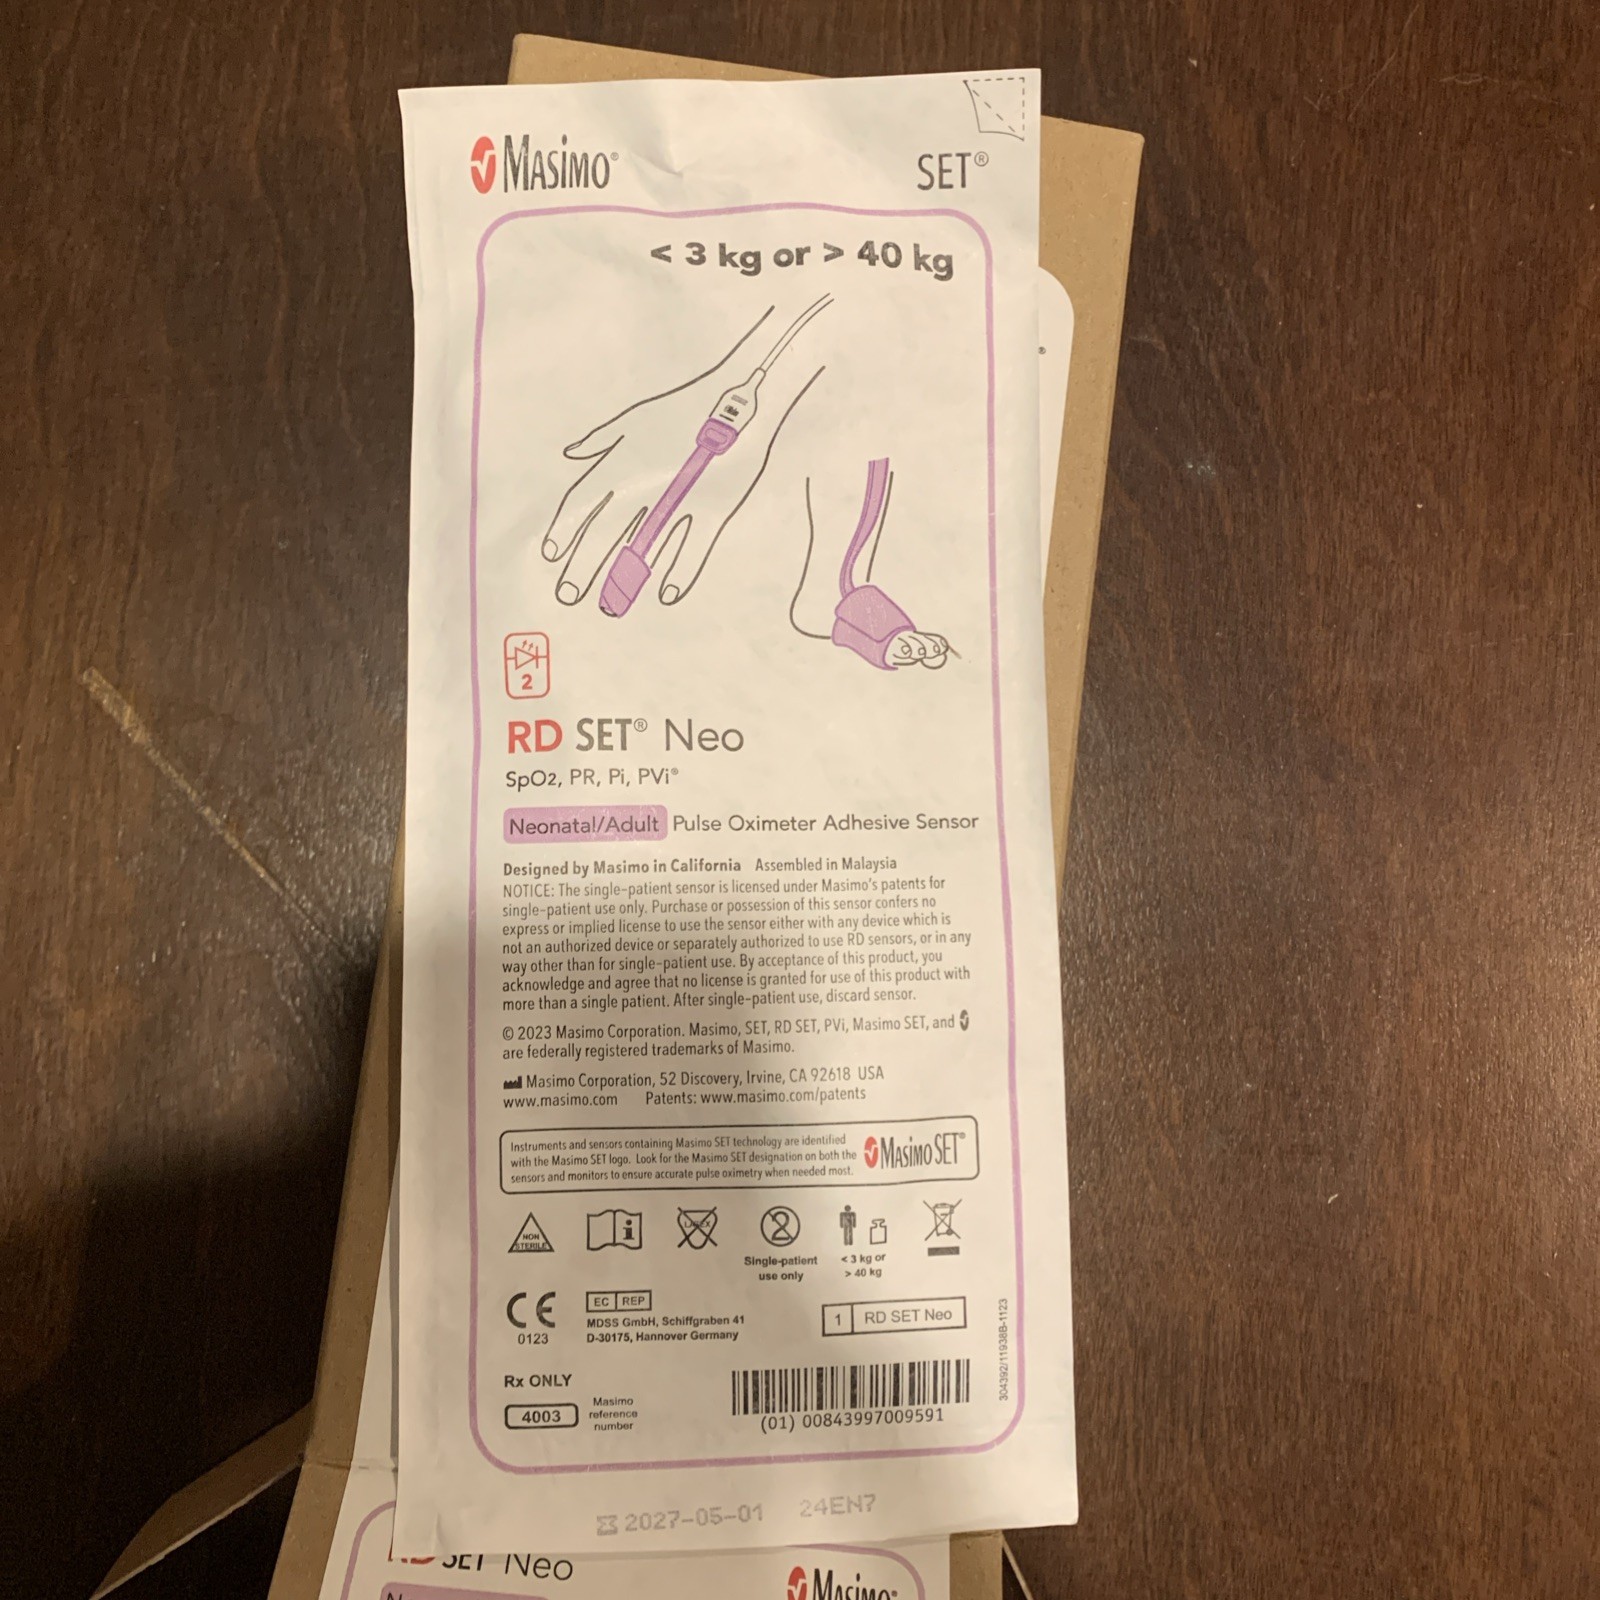 Masimo®
SET®
< 3 kg or > 40 kg
®
2
RD SET® Neo
SpO2, PR, Pi, PVi®
Neonatal/Adult Pulse Oximeter Adhesive Sensor
Designed by Masimo in California Assembled in Malaysia
NOTICE: The single-patient sensor is licensed under Masimo's patents for
single-patient use only. Purchase or possession of this sensor confers no
express or implied license to use the sensor either with any device which is
not an authorized device or separately authorized to use RD sensors, or in any
way other than for single-patient use. By acceptance of this product, you
acknowledge and agree that no license is granted for use of this product with
more than a single patient. After single-patient use, discard sensor.
© 2023 Masimo Corporation. Masimo, SET, RD SET, PVi, Masimo SET, and
are federally registered trademarks of Masimo.
Masimo Corporation, 52 Discovery, Irvine, CA 92618 USA
www.masimo.com Patents: www.masimo.com/patents
Instruments and sensors containing Masimo SET technology are identified
with the Masimo SET logo. Look for the Masimo SET designation on both the
sensors and monitors to ensure accurate pulse oximetry when needed most.
Masimo SET®
NON
STERILE
i
LATEX
2
Single-patient
use only
< 3 kg or
> 40 kg
CE
0123
EC REP
MDSS GmbH, Schiffgraben 41
D-30175, Hannover Germany
1 RD SET Neo
304392/11938B-1123
Rx ONLY
4003
Masimo
reference
number
(01) 00843997009591
2027-05-01 24EN7
RD SET Neo
Masimo®